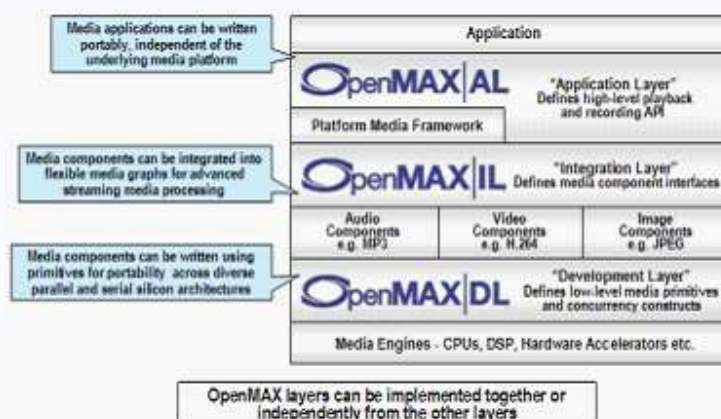 Media applications can be written
portably, independent of the
underlying media platform
Application
OpenMAX|AL
"Application Layer"
Defines high-level playback
and recording API
Platform Media Framework
Media components can be integrated into
flexible media graphs for advanced
streaming media processing
OpenMAX|IL
"Integration Layer"
Defines media component interfaces
Audio
Components
e.g. MP3
Video
Components
e.g. H.264
Image
Components
e.g. JPEG
Media components can be written using
primitives for portability across diverse
parallel and serial silicon architectures
OpenMAX|DL
"Development Layer"
Defines low-level media primitives
and concurrency constructs
Media Engines - CPUs, DSP, Hardware Accelerators etc.
OpenMAX layers can be implemented together or
independently from the other layers